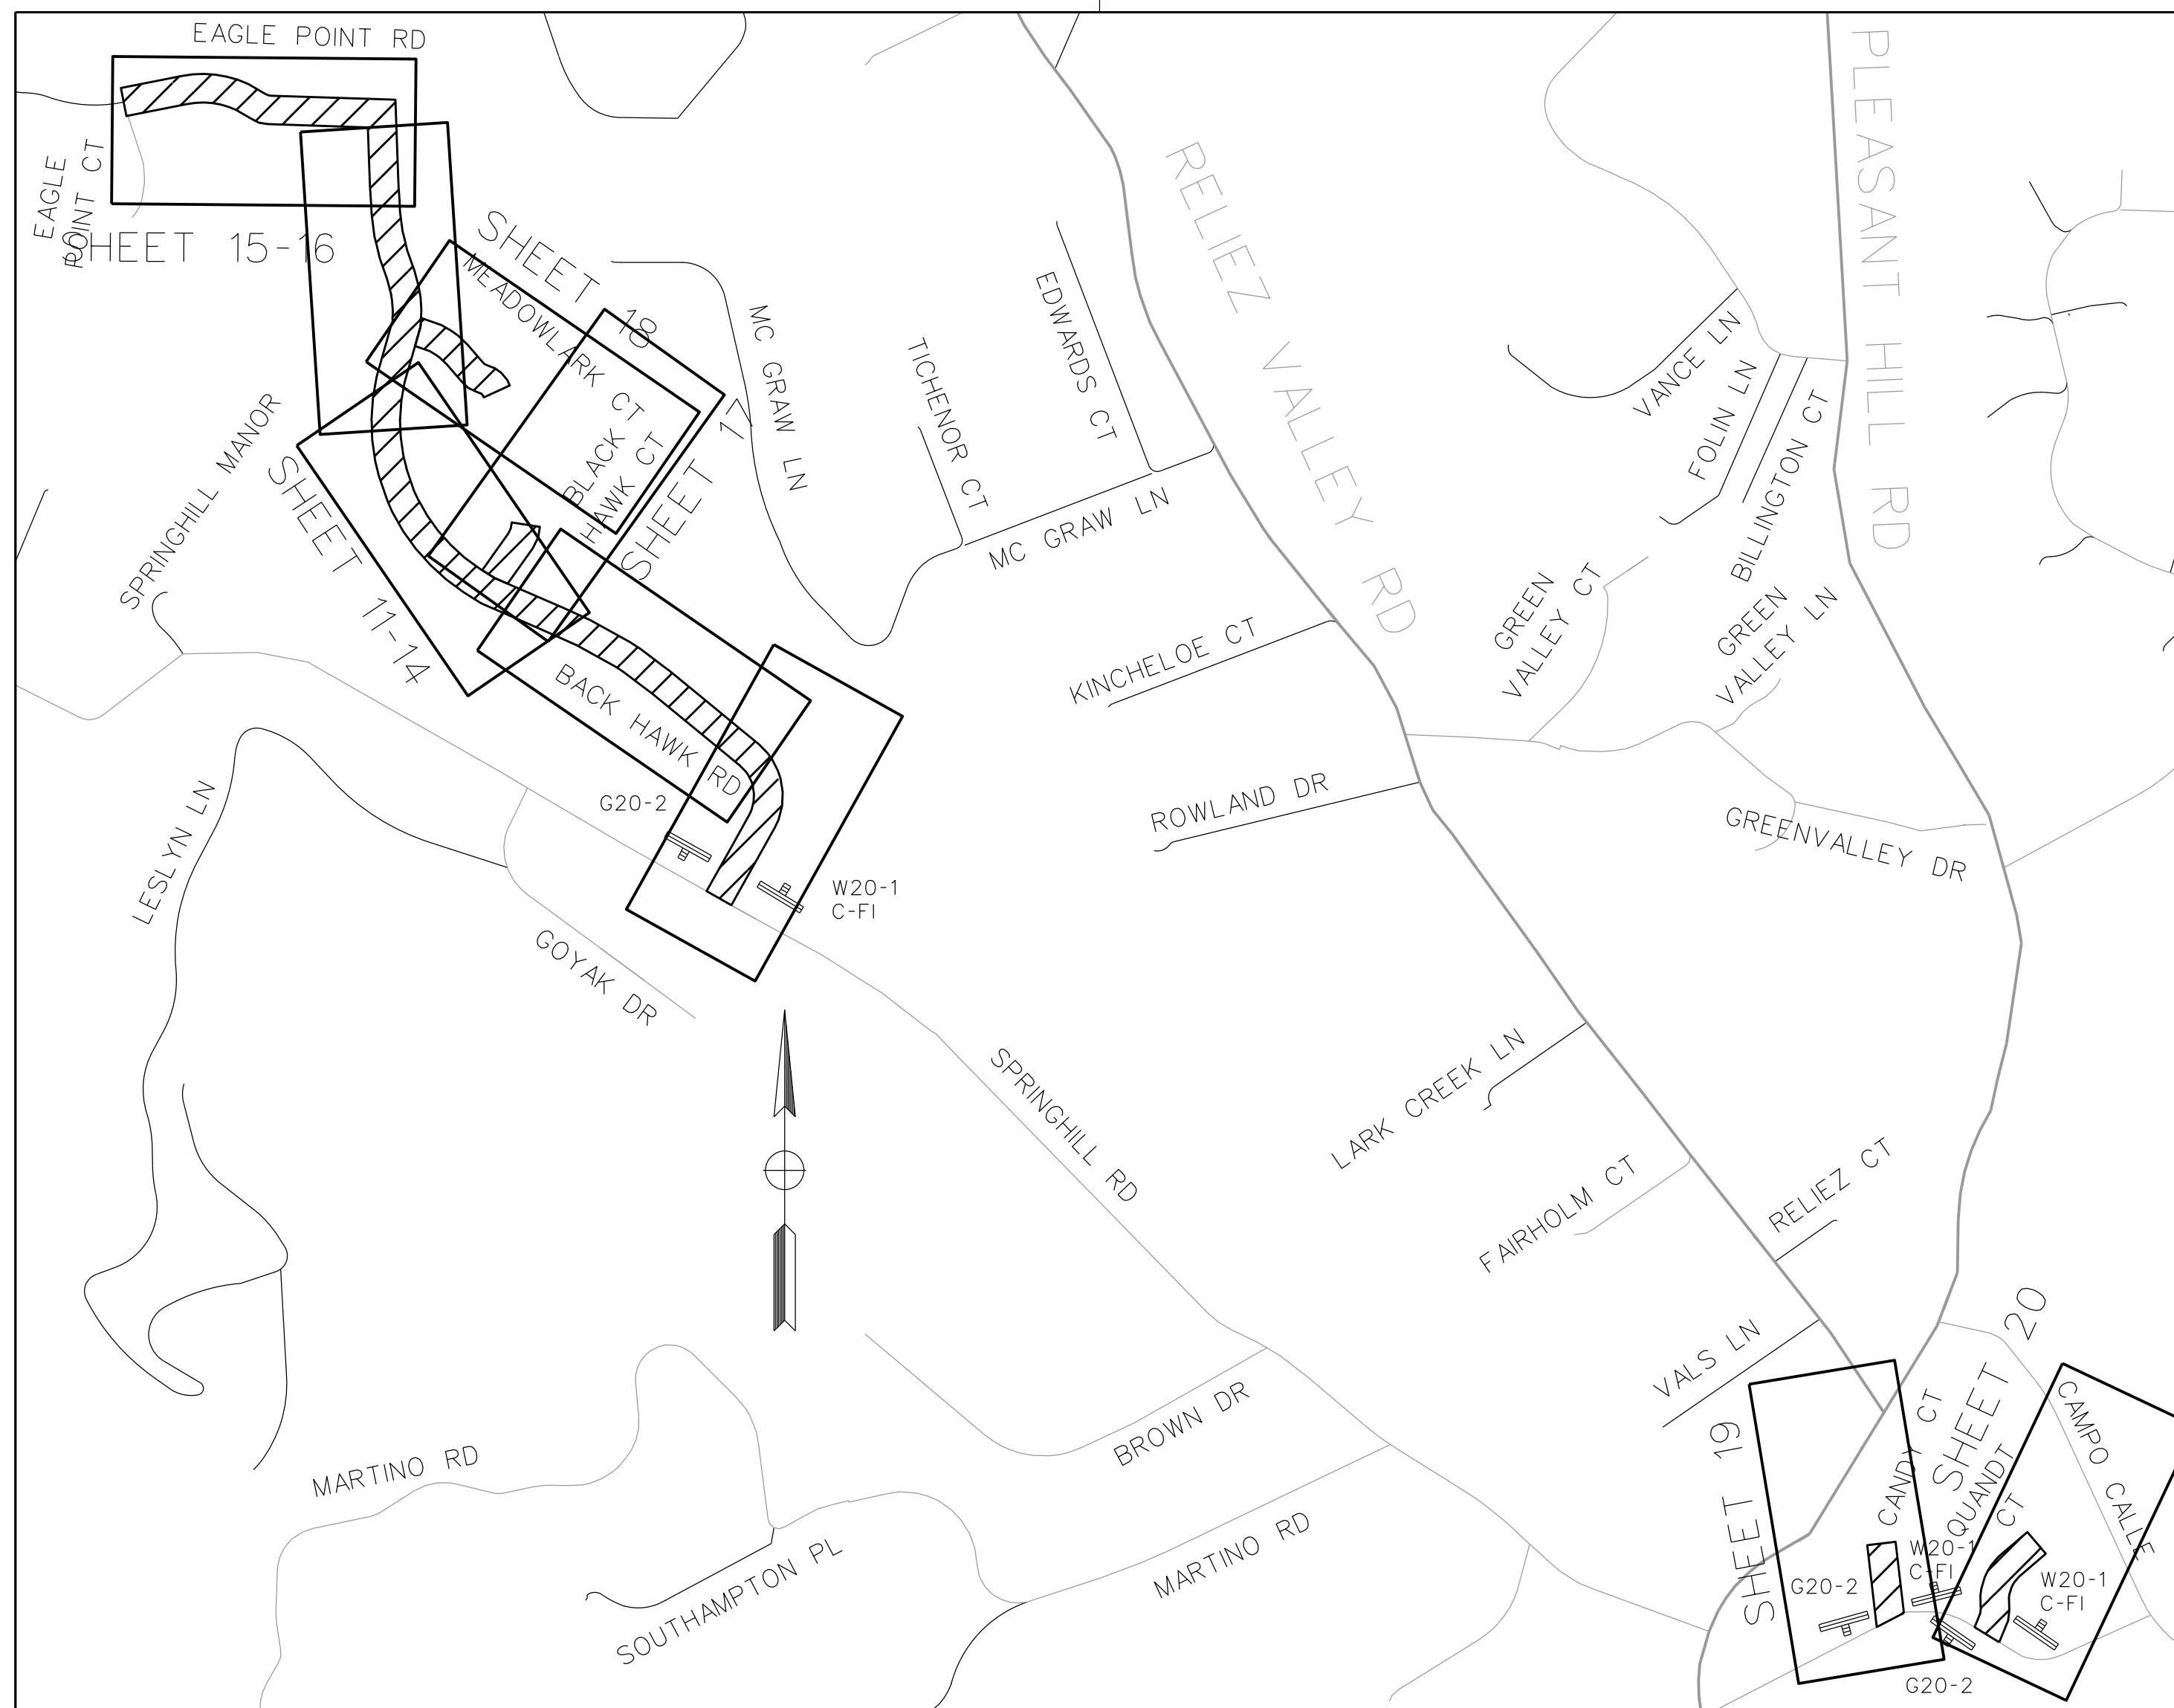 EAGLE POINT RD
EAGLE
POINT CT
SHEET 15-16
SHEET 18
MEADOWLARK CT
BLACK
HAWK CT
SHEET 17
SPRINGHILL MANOR
SHEET 11-14
BACK HAWK RD
MC GRAW LN
TICHENOR CT
EDWARDS CT
MC GRAW LN
KINCHELOE CT
ROWLAND DR
RELIEZ VALLEY RD
PLEASANT HILL RD
VANCE LN
FOLIN LN
BILLINGTON CT
GREEN
VALLEY CT
GREEN
VALLEY LN
GREENVALLEY DR
G20-2
W20-1
C-FI
LESLYN LN
GOYAK DR
SPRINGHILL RD
LARK CREEK LN
FAIRHOLM CT
RELIEZ CT
VALS LN
BROWN DR
MARTINO RD
MARTINO RD
SOUTHAMPTON PL
SHEET 19
CANDY CT
SHEET 20
QUANDT
CT
CAMPO CALLE
G20-2
W20-1
C-FI
W20-1
C-FI
G20-2